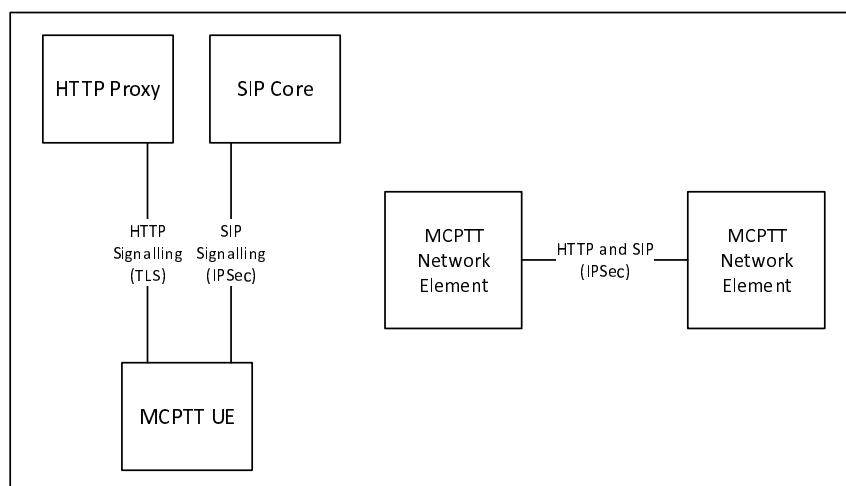 HTTP Proxy
SIP Core
HTTP
Signalling
(TLS)
SIP
Signalling
(IPSec)
MCPTT UE
MCPTT
Network
Element
HTTP and SIP
(IPSec)
MCPTT
Network
Element